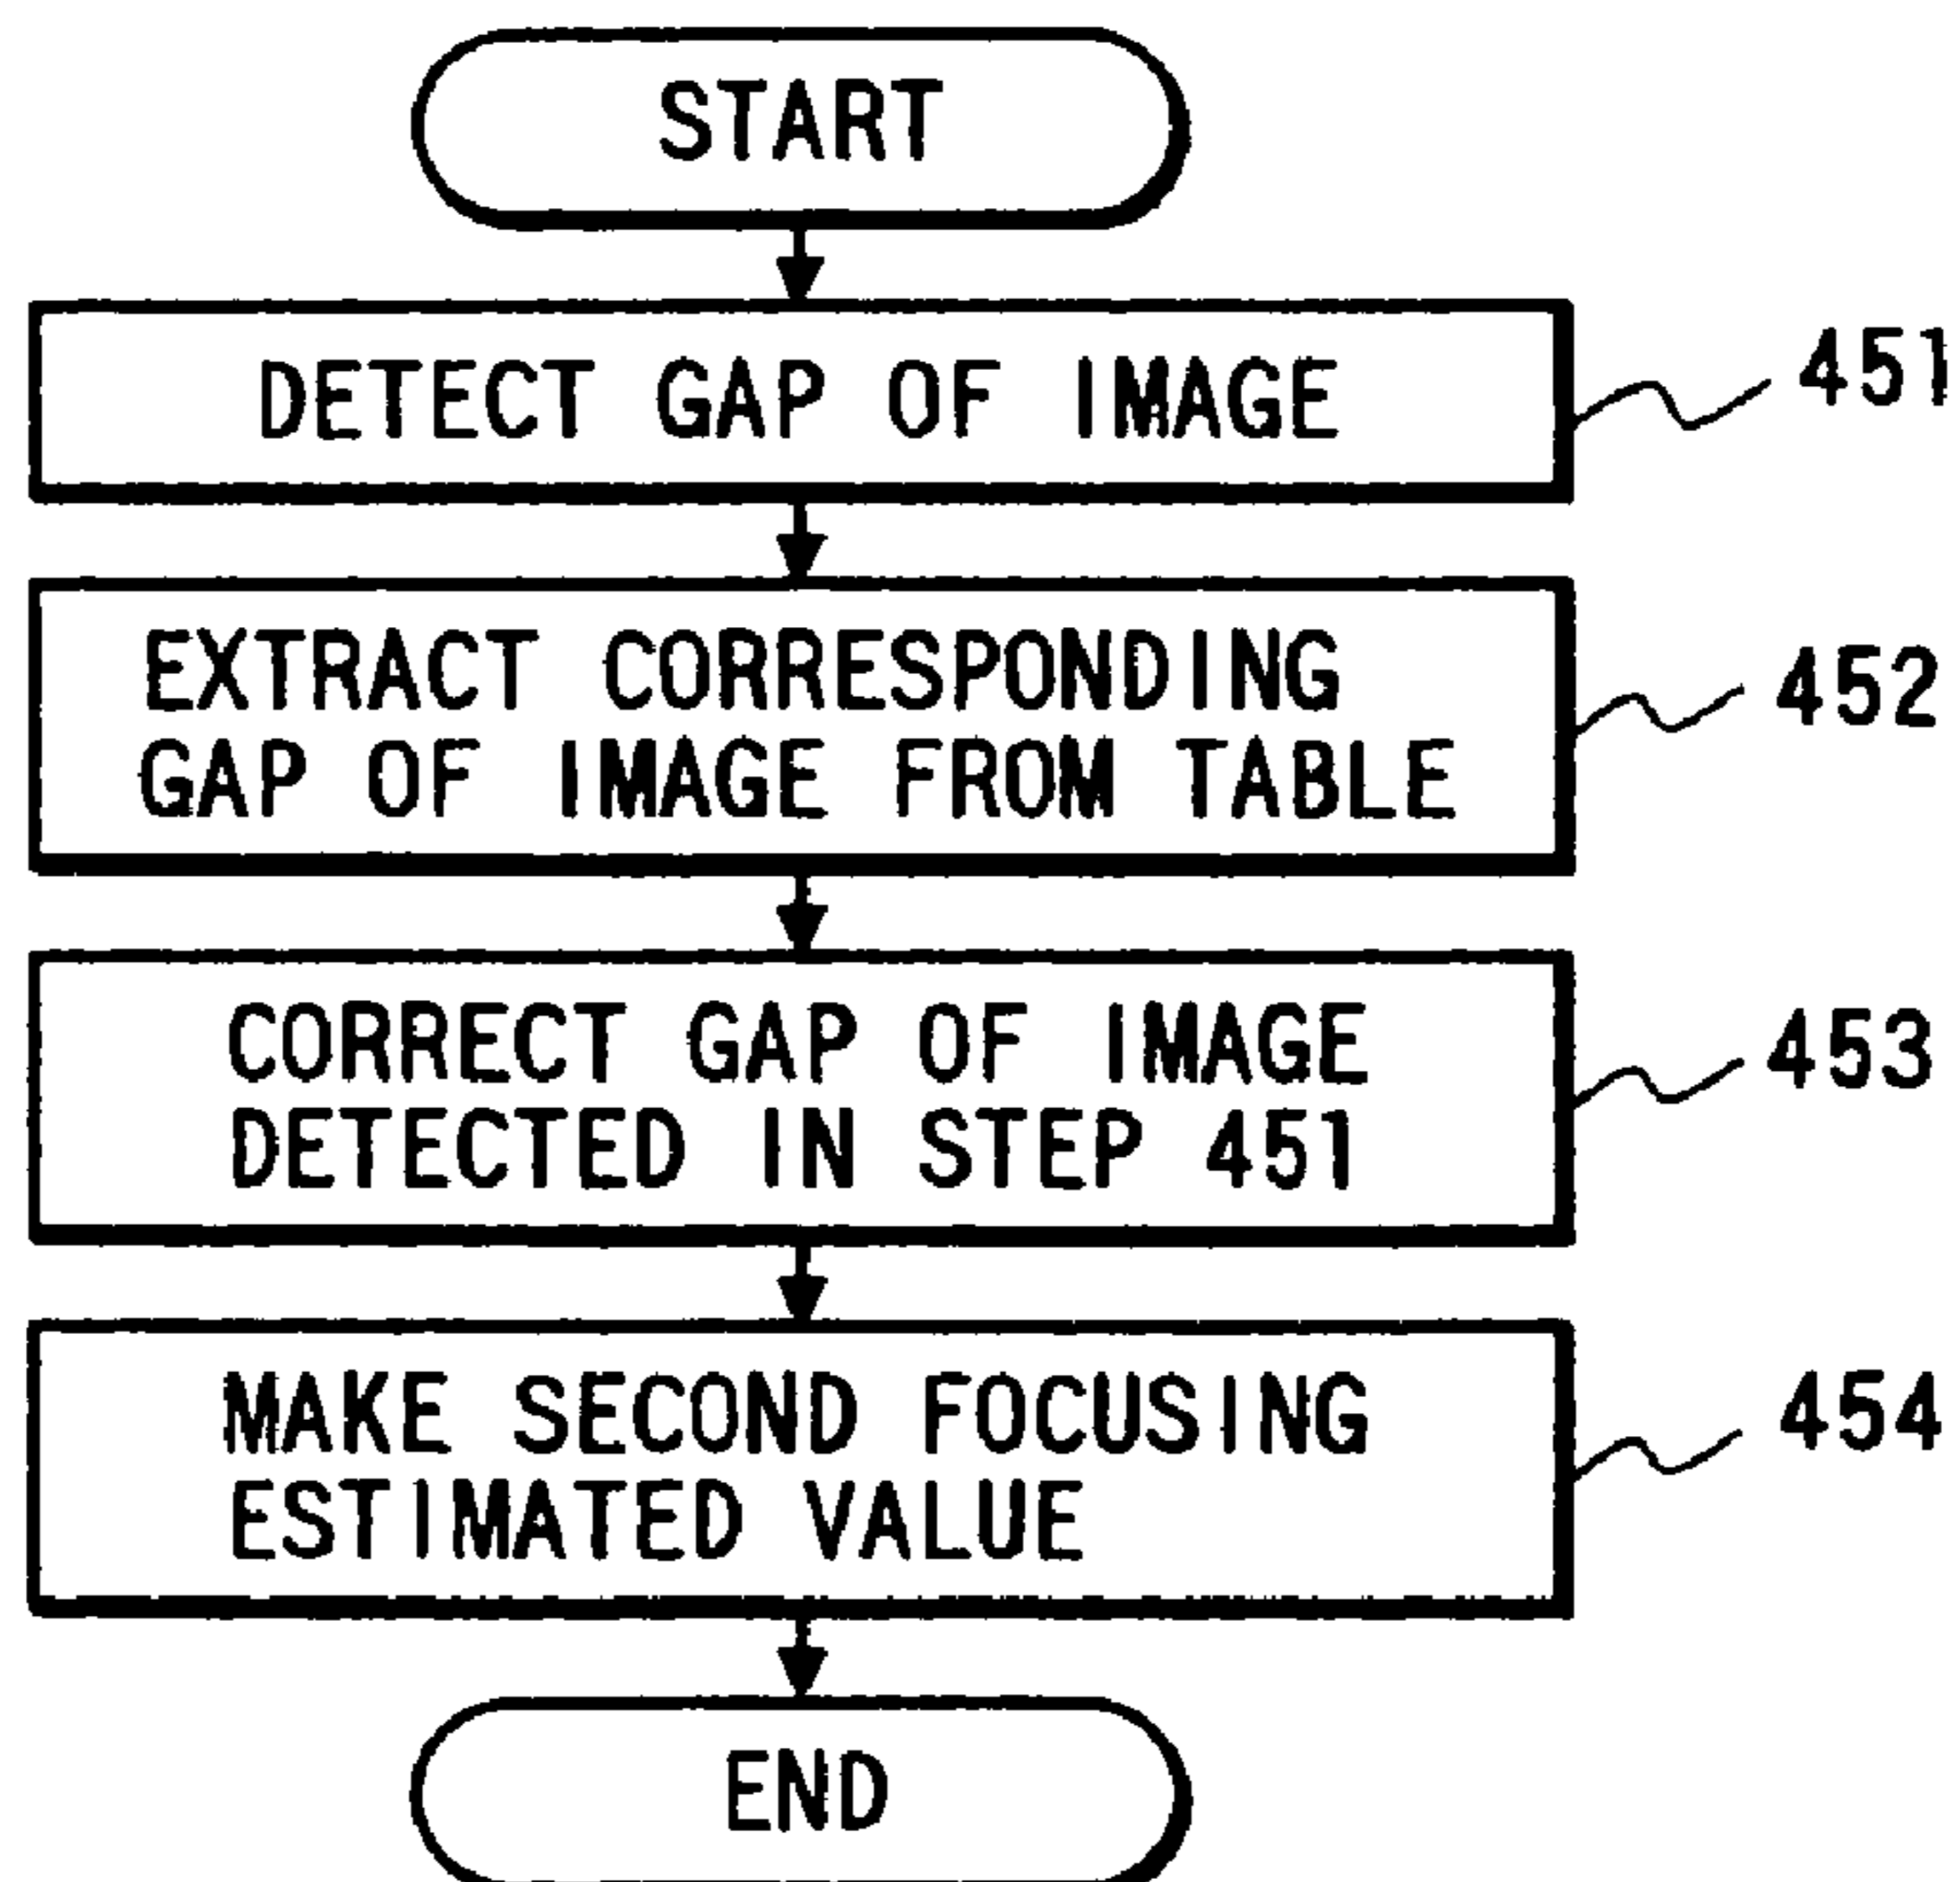 START
DETECT GAP OF IMAGE
451
EXTRACT CORRESPONDING
GAP OF IMAGE FROM TABLE
452
CORRECT GAP OF IMAGE
DETECTED IN STEP 451
453
MAKE SECOND FOCUSING
ESTIMATED VALUE
454
END